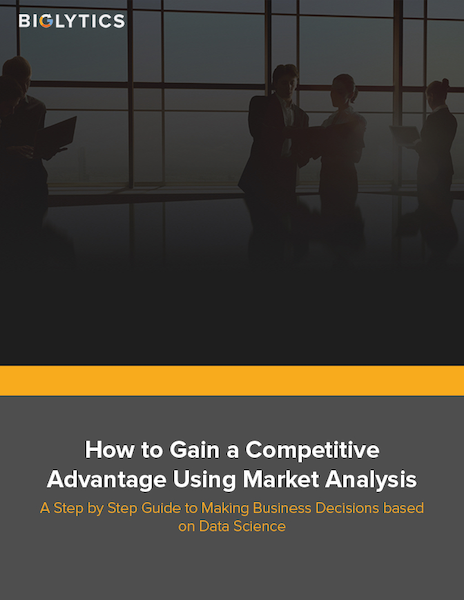 BIGLYTICS
How to Gain a Competitive
Advantage Using Market Analysis
A Step by Step Guide to Making Business Decisions based
on Data Science